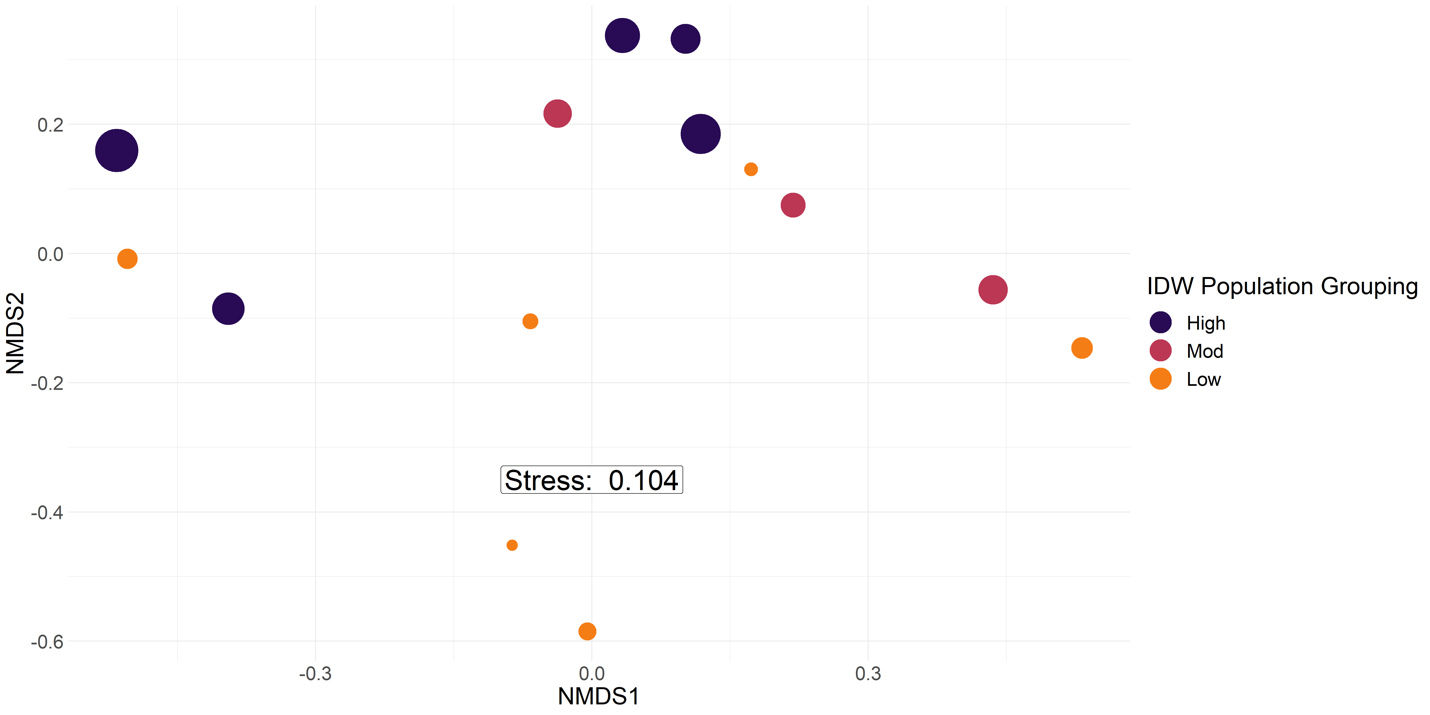 0.2
0.0
-0.2
-0.4
-0.6
NMDS2
Stress:  0.104
-0.3
0.0
0.3
NMDS1
IDW Population Grouping
High
Mod
Low